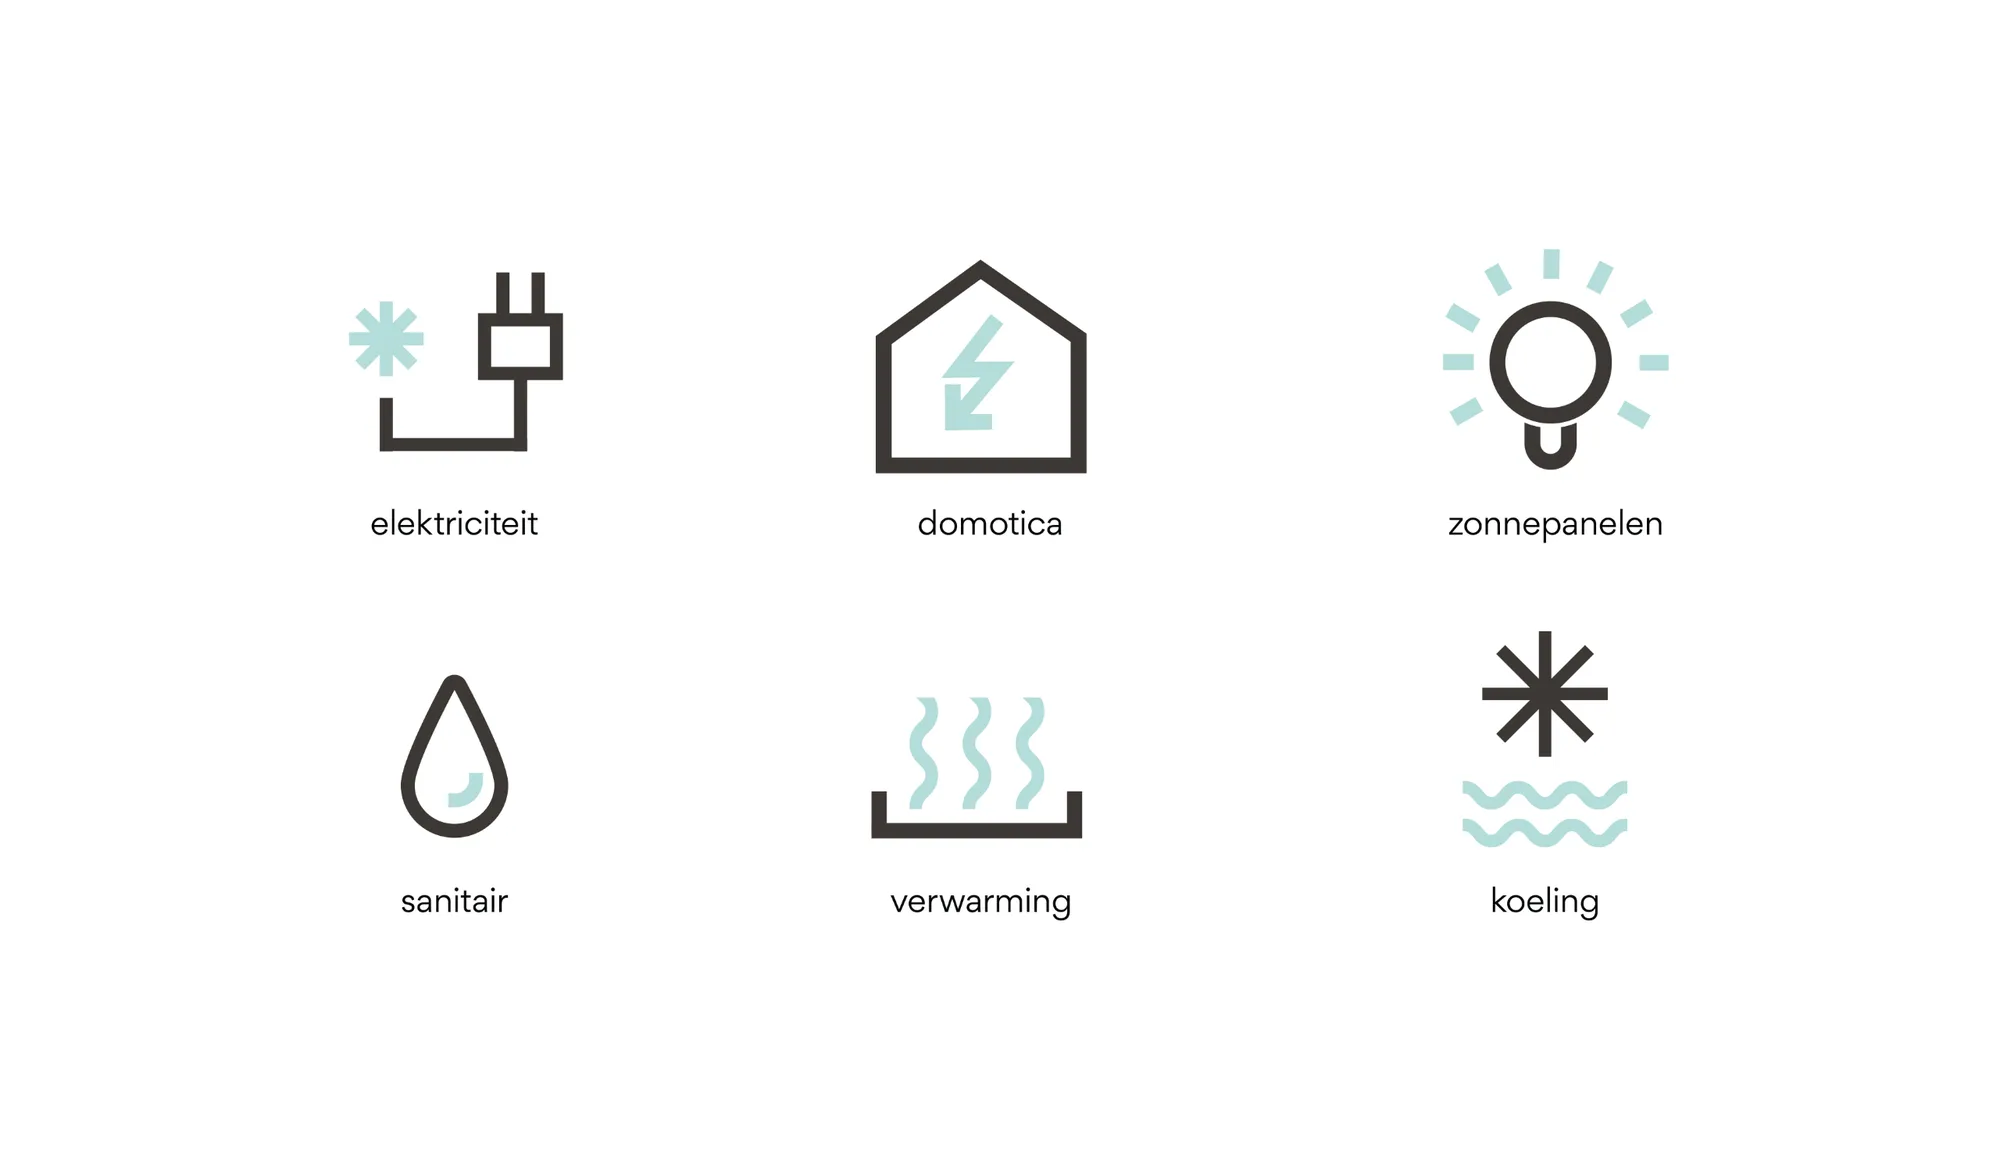 elektriciteit
domotica
zonnepanelen
sanitair
verwarming
koeling